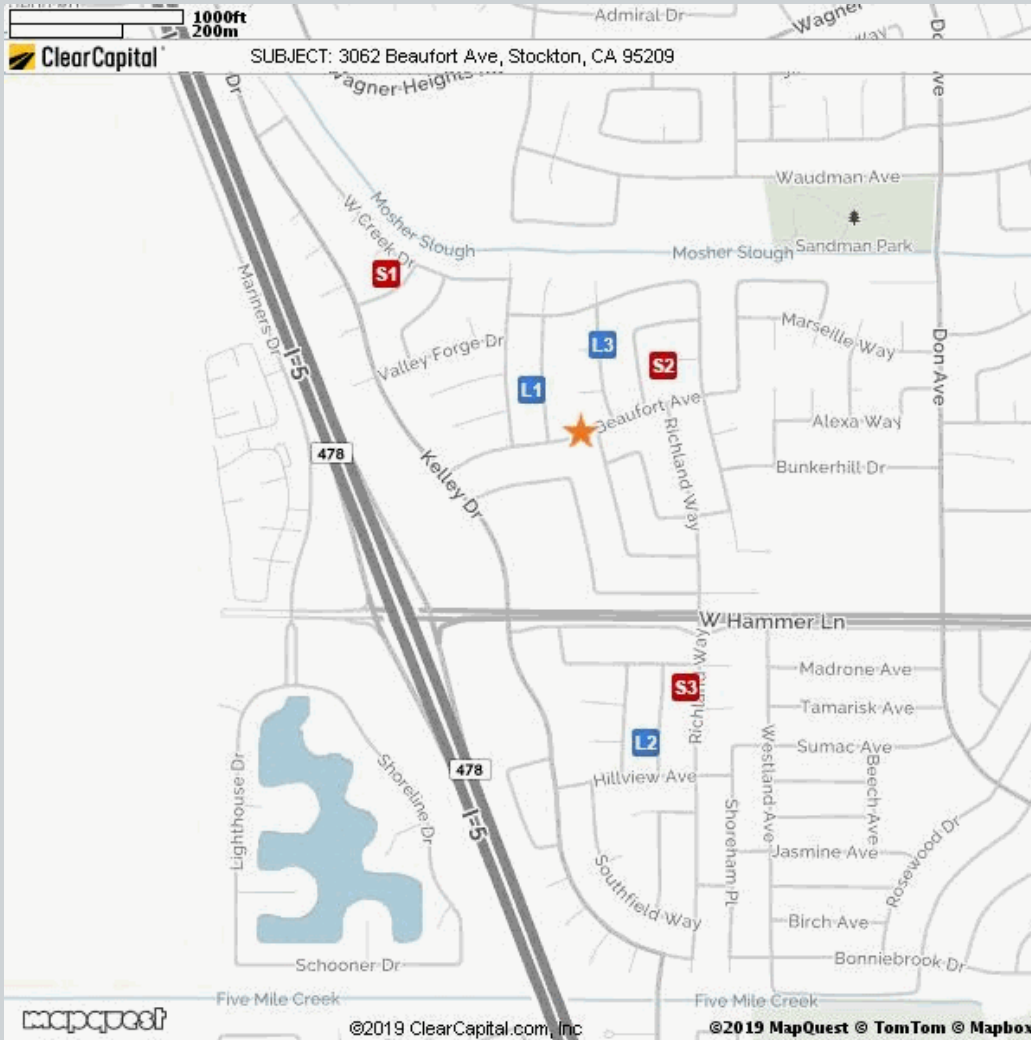 1000ft
200m
Admiral Dr
Wagner
ClearCapital
SUBJECT: 3062 Beaufort Ave, Stockton, CA 95209
Dr
Wagner Heights
Waudman Ave
Sandman Park
Mosher Slough
Mosher Slough
W Creek Dr
S1
Mariners Dr
I-5
Valley Forge Dr
L3
S2
L1
Marseille Way
Don Ave
Beaufort Ave
Alexa Way
Richland Way
Bunkerhill Dr
478
Kelley Dr
W Hammer Ln
Madrone Ave
S3
Richland Way
Tamarisk Ave
L2
Sumac Ave
Hillview Ave
478
Westland Ave
Beech Ave
Lighthouse Dr
Shoreline Dr
I-5
Shoreham Pl
Jasmine Ave
Rosewood Dr
Southfield Way
Birch Ave
Schooner Dr
Bonniebrook Dr
Five Mile Creek
Five Mile Creek
mapquest
©2019 ClearCapital.com, Inc
©2019 MapQuest © TomTom © Mapbox